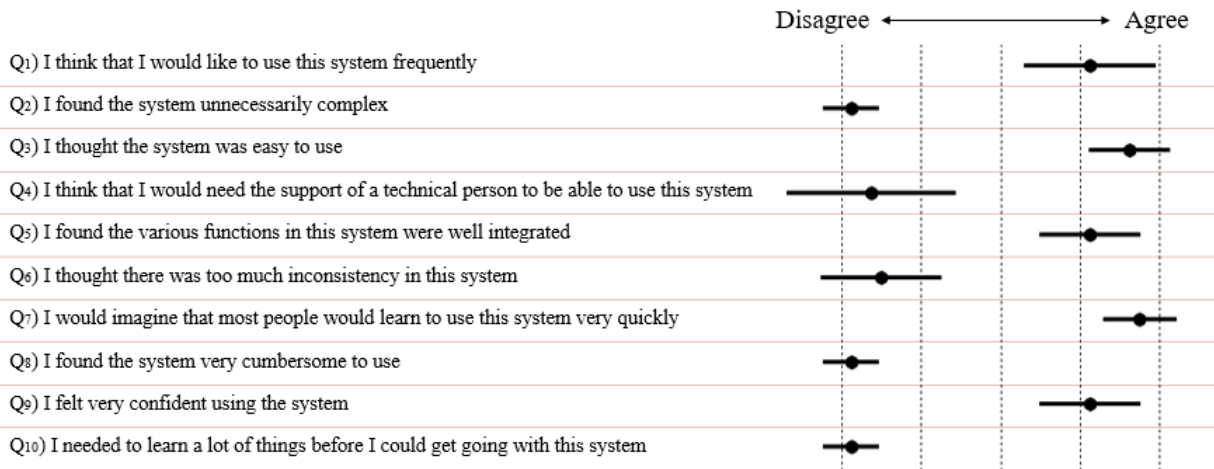 Disagree Agree
Q1) I think that I would like to use this system frequently
Q2) I found the system unnecessarily complex
Q3) I thought the system was easy to use
Q4) I think that I would need the support of a technical person to be able to use this system
Q5) I found the various functions in this system were well integrated
Q6) I thought there was too much inconsistency in this system
Q7) I would imagine that most people would learn to use this system very quickly
Q8) I found the system very cumbersome to use
Q9) I felt very confident using the system
Q10) I needed to learn a lot of things before I could get going with this system